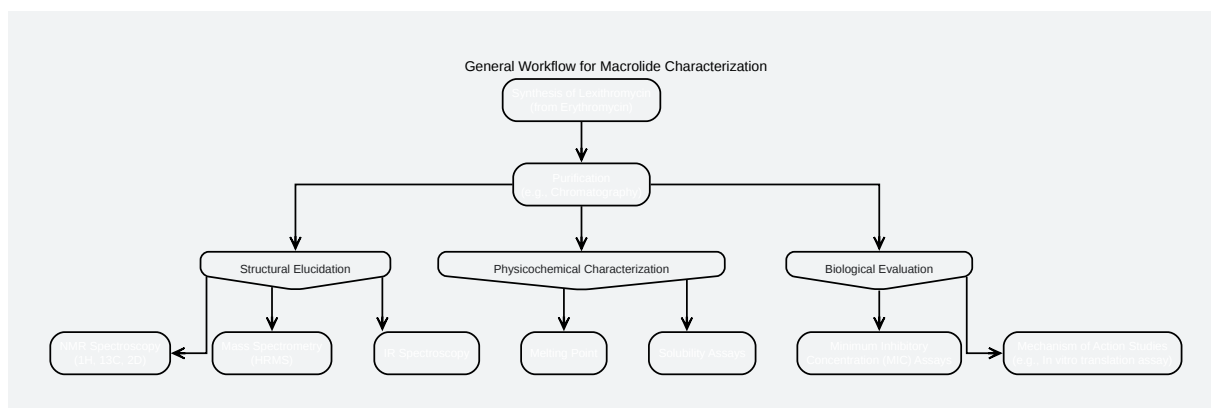 General Workflow for Macrolide Characterization
Synthesis of Lexithromycin
(from Erythromycin)
Purification
(e.g., Chromatography)
Structural Elucidation
Physicochemical Characterization
Biological Evaluation
NMR Spectroscopy
(1H, 13C, 2D)
Mass Spectrometry
(HRMS)
IR Spectroscopy
Melting Point
Solubility Assays
Minimum Inhibitory
Concentration (MIC) Assays
Mechanism of Action Studies
(e.g., in vitro translation assay)